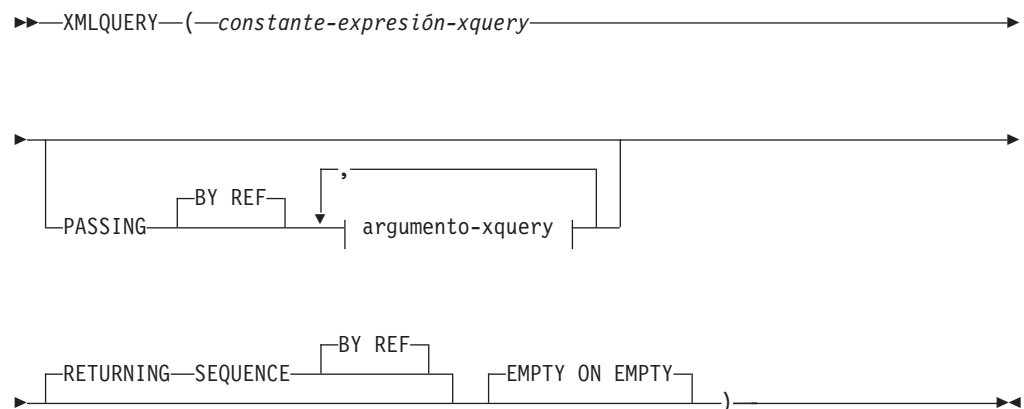 XMLQUERY ( constante-expresión-xquery
,
BY REF
PASSING argumento-xquery
BY REF
RETURNING SEQUENCE EMPTY ON EMPTY )